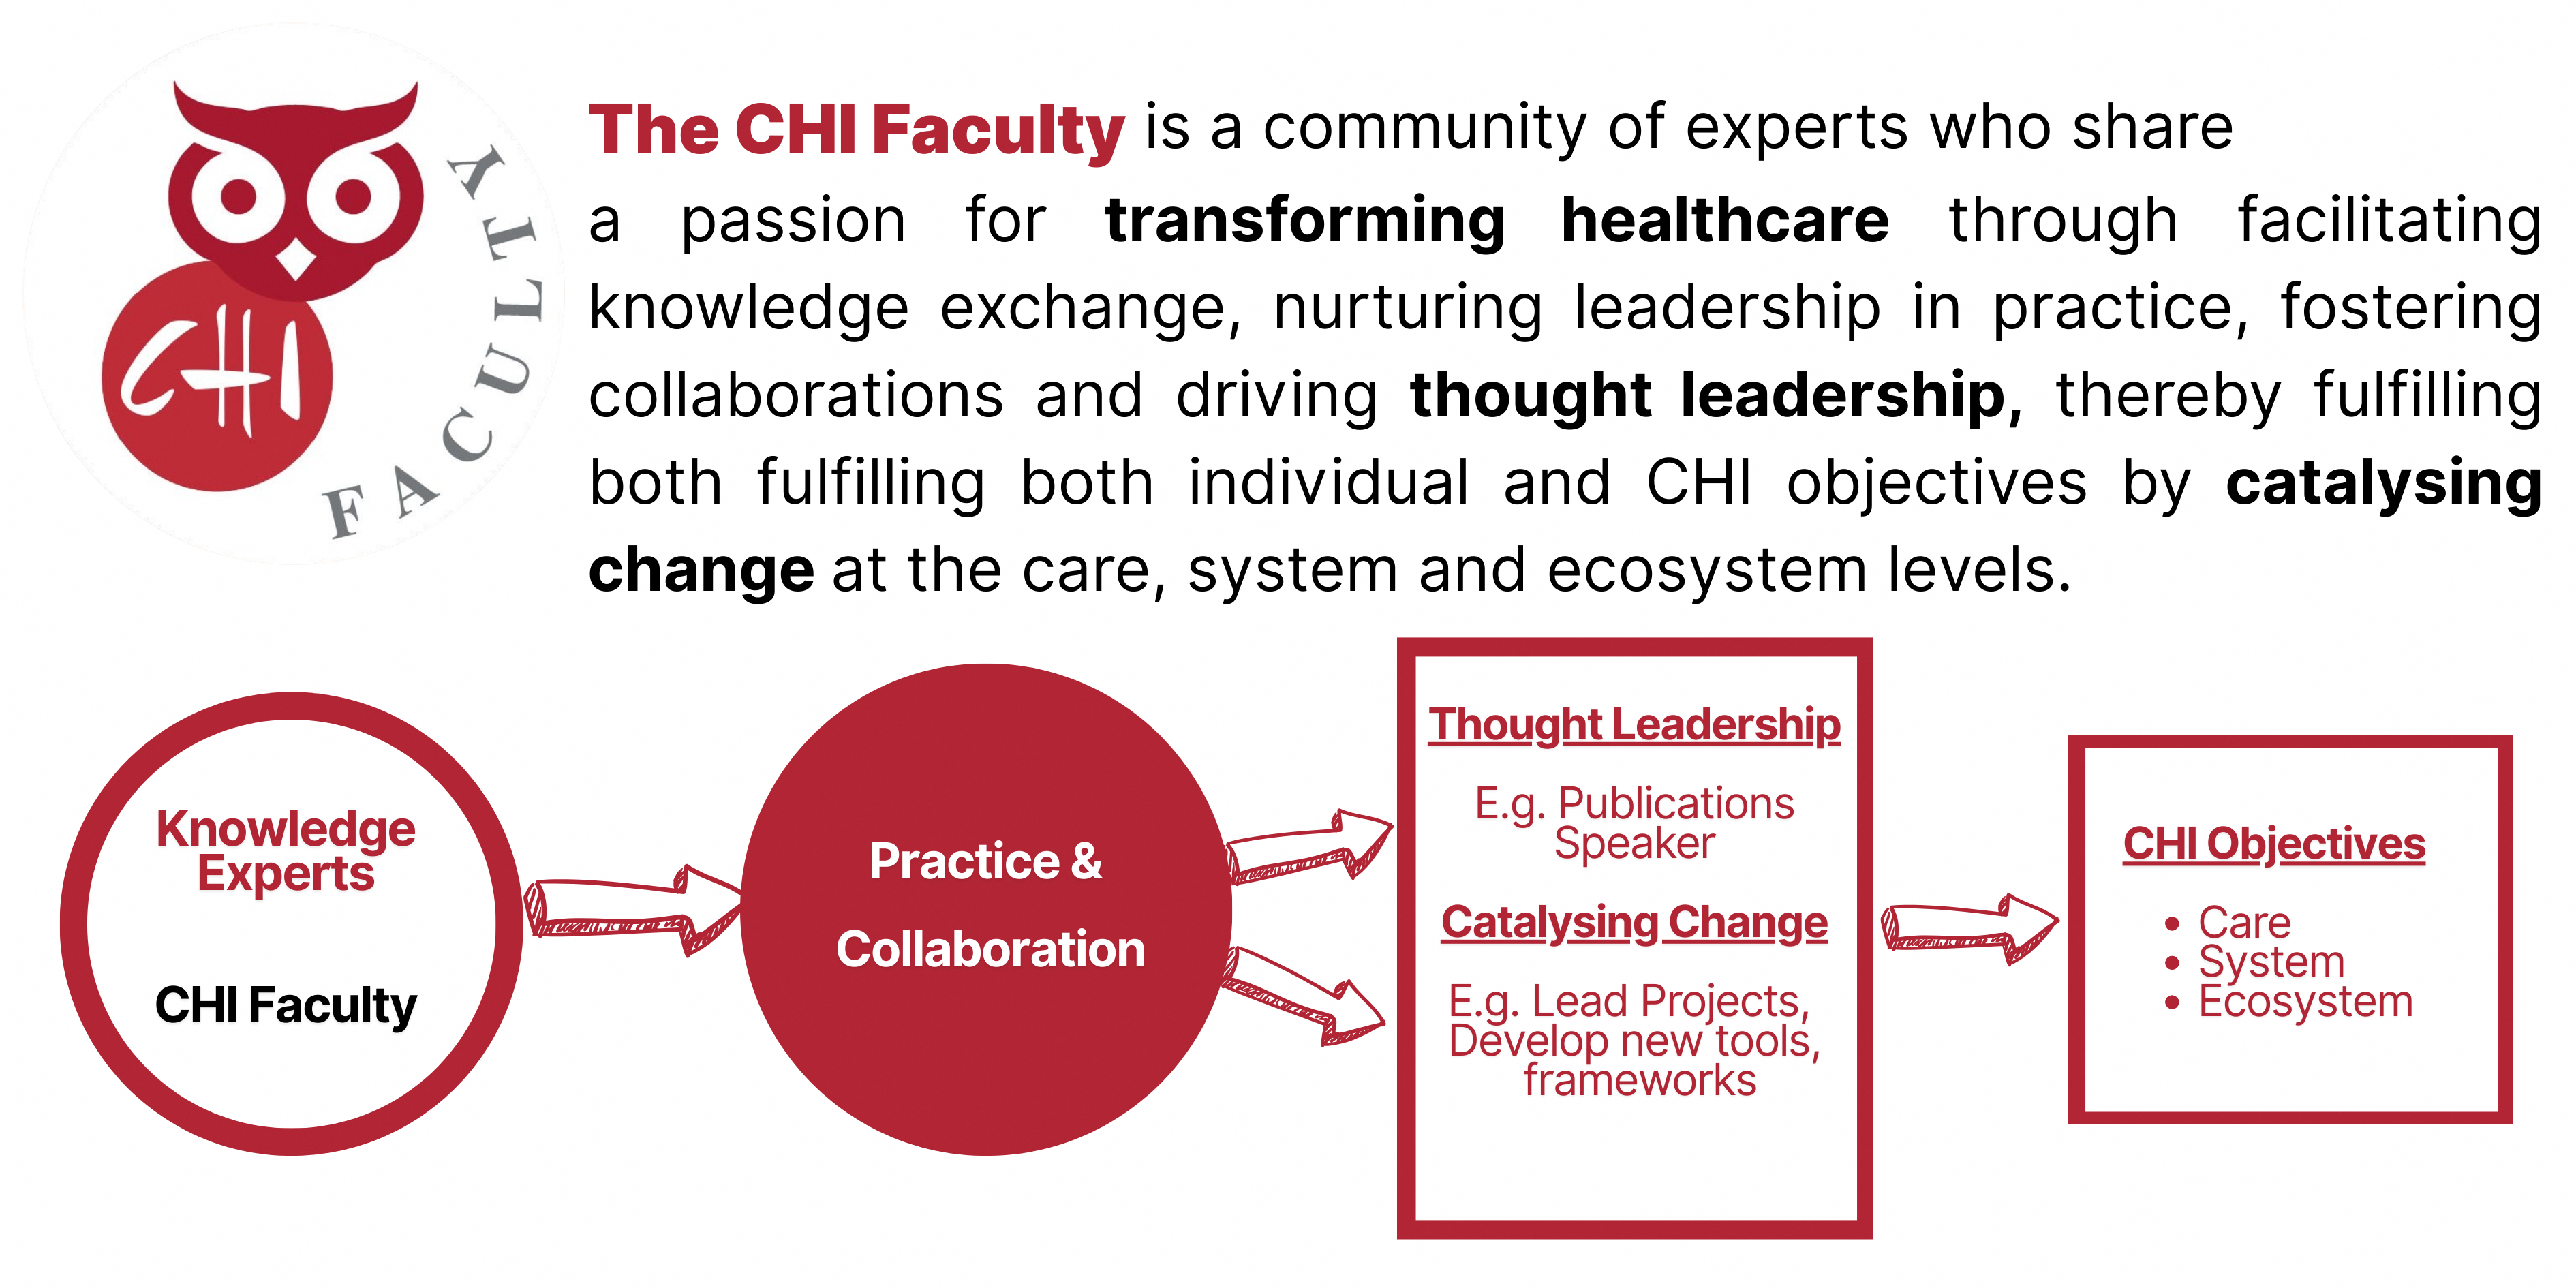 CHI
FACULTY
The CHI Faculty is a community of experts who share
a passion for transforming healthcare through facilitating
knowledge exchange, nurturing leadership in practice, fostering
collaborations and driving thought leadership, thereby fulfilling
both fulfilling both individual and CHI objectives by catalysing
change at the care, system and ecosystem levels.
Knowledge
Experts
CHI Faculty
Practice &
Collaboration
Thought Leadership
E.g. Publications
Speaker
Catalysing Change
E.g. Lead Projects,
Develop new tools,
frameworks
CHI Objectives
• Care
• System
• Ecosystem